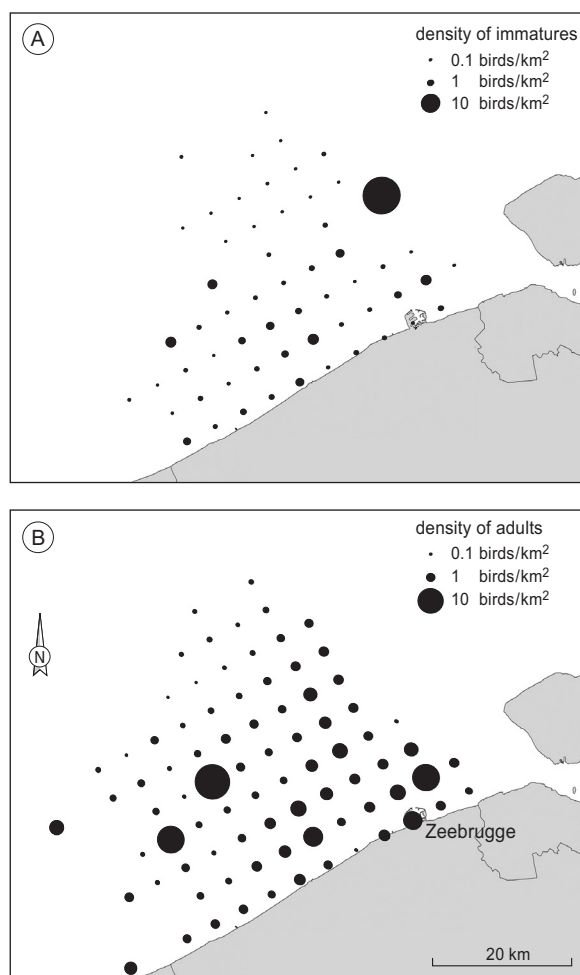 A
density of immatures
0.1 birds/km²
1 birds/km²
10 birds/km²
B
density of adults
0.1 birds/km²
1 birds/km²
10 birds/km²
N
Zeebrugge
20 km